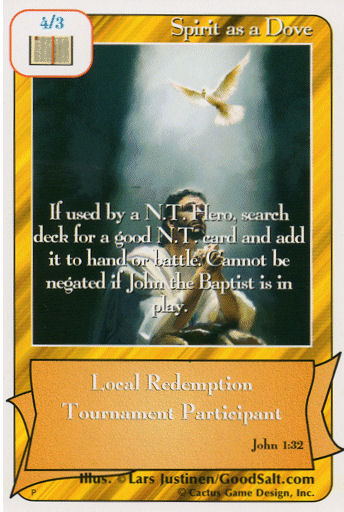 4/3
Spirit as a Dove
If used by a N.T. Hero, search
deck for a good N.T. card and add
it to hand or battle. Cannot be
negated if John the Baptist is in
play.
Local Redemption
Tournament Participant
John 1:32
Illus. ©Lars Justinen/GoodSalt.com
P
© Cactus Game Design, Inc.